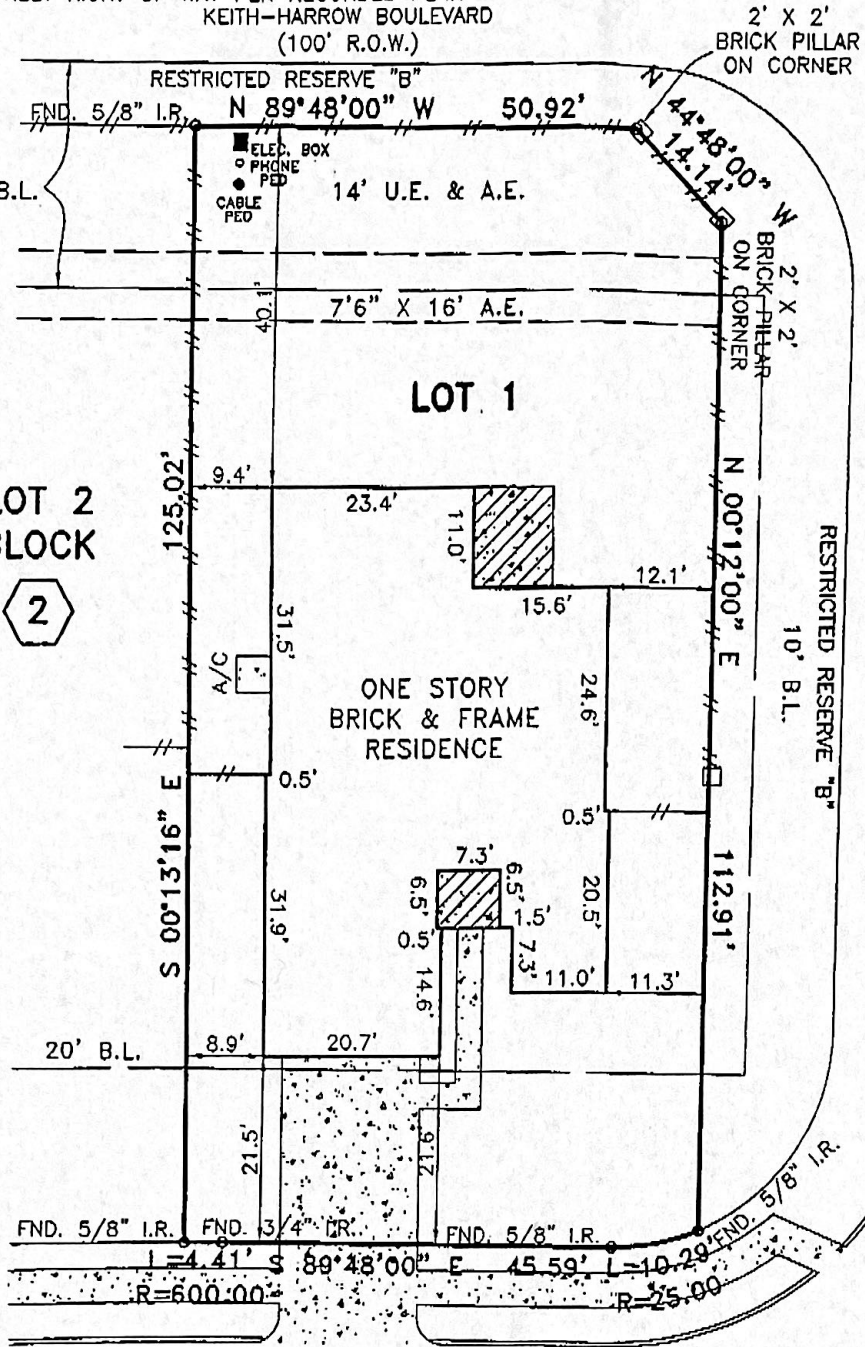 KEITH-HARROW BOULEVARD
(100' R.O.W.)
2' X 2'
BRICK PILLAR
ON CORNER
RESTRICTED RESERVE "B"
FND. 5/8" I.R.
N 89°48'00" W
50.92'
N 44°48'00" W
14.14'
ELEC. BOX
PHONE
PED
CABLE
PED
14' U.E. & A.E.
B.L.
2' X 2'
BRICK PILLAR
ON CORNER
40.1'
7'6" X 16' A.E.
LOT 1
125.02'
9.4'
23.4'
11.0'
LOT 2
BLOCK
2
N 00°12'00" E
RESTRICTED RESERVE "B"
10' B.L.
12.1'
15.6'
31.5'
A/C
ONE STORY
BRICK & FRAME
RESIDENCE
24.6'
0.5'
0.5'
S 00°13'16" E
7.3'
6.5'
6.5'
1.5'
20.5'
112.91'
31.9'
0.5'
7.3'
14.6'
11.0'
11.3'
20' B.L.
8.9'
20.7'
21.5'
21.6'
FND. 5/8" I.R.
FND. 3/4" I.R.
FND. 5/8" I.R.
FND. 5/8" I.R.
L=4.41'
S 89°48'00" E
45.59'
L=10.29'
R=600.00
R=25.00